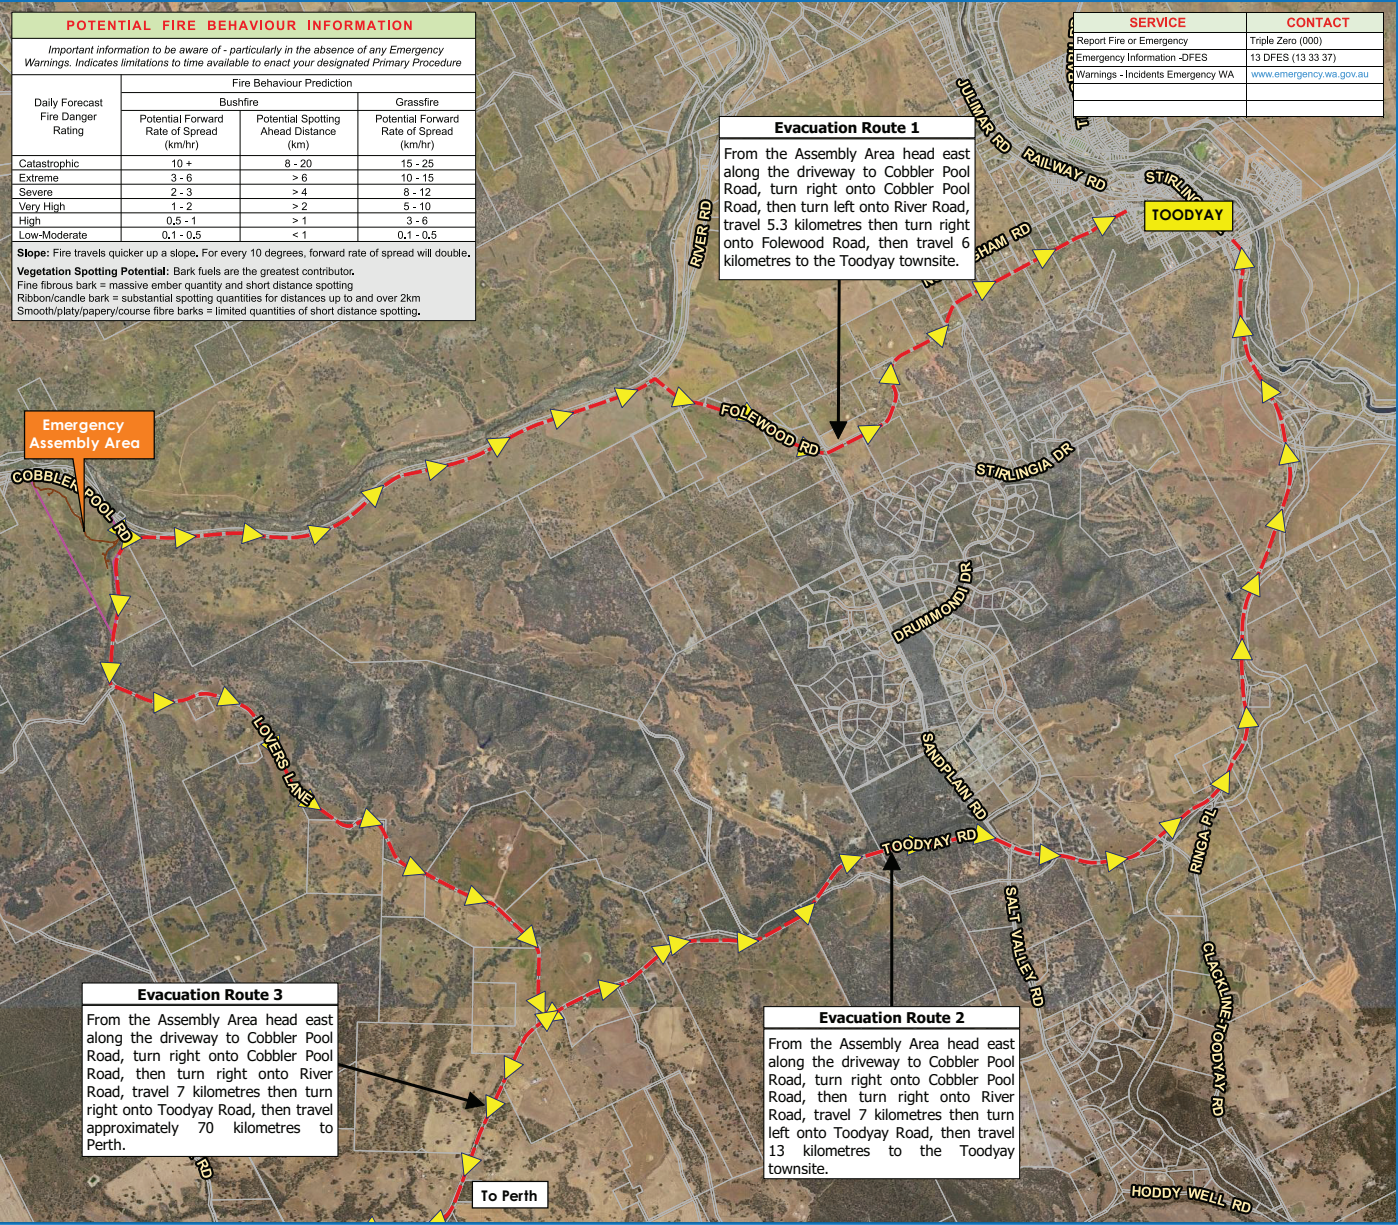 POTENTIAL FIRE BEHAVIOUR INFORMATION
Important information to be aware of - particularly in the absence of any Emergency
Warnings. Indicates limitations to time available to enact your designated Primary Procedure
Daily Forecast
Fire Danger
Rating
Fire Behaviour Prediction
Bushfire
Grassfire
Potential Forward
Rate of Spread
(km/hr)
Potential Spotting
Ahead Distance
(km)
Potential Forward
Rate of Spread
(km/hr)
Catastrophic 10 + 8 - 20 15 - 25
Extreme 3 - 6 > 6 10 - 15
Severe 2 - 3 > 4 8 - 12
Very High 1 - 2 > 2 5 - 10
High 0.5 - 1 > 1 3 - 6
Low-Moderate 0.1 - 0.5 < 1 0.1 - 0.5
Slope: Fire travels quicker up a slope. For every 10 degrees, forward rate of spread will double.
Vegetation Spotting Potential: Bark fuels are the greatest contributor.
Fine fibrous bark = massive ember quantity and short distance spotting
Ribbon/candle bark = substantial spotting quantities for distances up to and over 2km
Smooth/platy/papery/course fibre barks = limited quantities of short distance spotting.
SERVICE CONTACT
Report Fire or Emergency Triple Zero (000)
Emergency Information -DFES 13 DFES (13 33 37)
Warnings - Incidents Emergency WA www.emergency.wa.gov.au
Evacuation Route 1
From the Assembly Area head east
along the driveway to Cobbler Pool
Road, turn right onto Cobbler Pool
Road, then turn left onto River Road,
travel 5.3 kilometres then turn right
onto Folewood Road, then travel 6
kilometres to the Toodyay townsite.
JULIMAR RD
RAILWAY RD
STIRLING
TOODYAY
RIVER RD
HAM RD
Emergency
Assembly Area
COBBLER POOL RD
FOLEWOOD RD
STIRLINGIA DR
DRUMMONDI DR
LOVERS LANE
SANDPLAIN RD
TOODYAY RD
RINGA PL
SALT VALLEY RD
CLACKLINE-TOODYAY RD
Evacuation Route 3
From the Assembly Area head east
along the driveway to Cobbler Pool
Road, turn right onto Cobbler Pool
Road, then turn right onto River
Road, travel 7 kilometres then turn
right onto Toodyay Road, then travel
approximately 70 kilometres to
Perth.
RD
Evacuation Route 2
From the Assembly Area head east
along the driveway to Cobbler Pool
Road, turn right onto Cobbler Pool
Road, then turn right onto River
Road, travel 7 kilometres then turn
left onto Toodyay Road, then travel
13 kilometres to the Toodyay
townsite.
To Perth
HODDY WELL RD